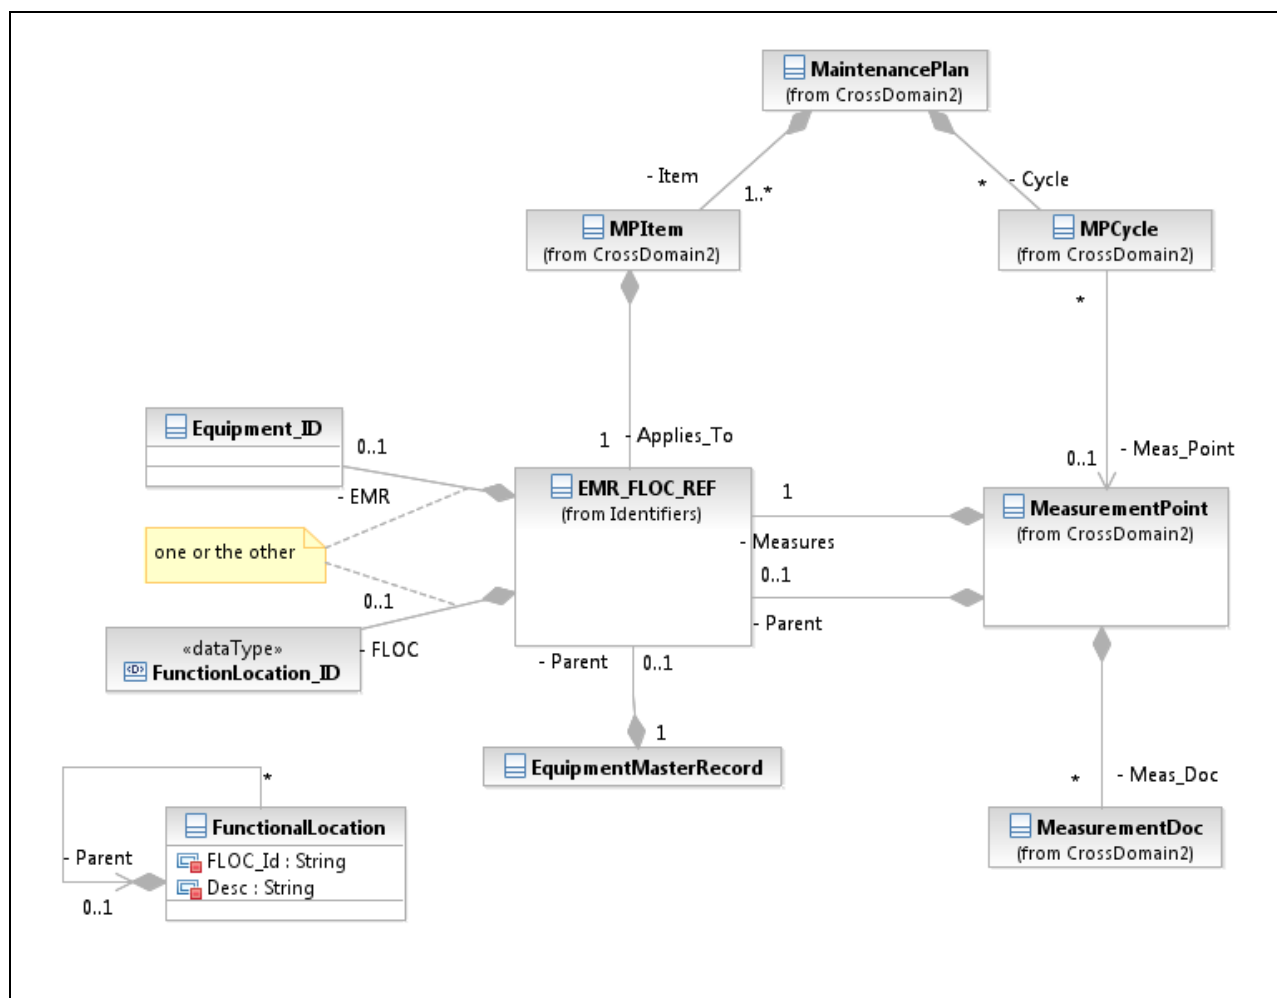 MaintenancePlan
(from CrossDomain2)
- Item
1..*
* - Cycle
MPItem
(from CrossDomain2)
MPCycle
(from CrossDomain2)
*
Equipment_ID
0..1
- EMR
1 - Applies_To
0..1
- Meas_Point
EMR_FLOC_REF
(from Identifiers)
1
- Measures
0..1
- Parent
MeasurementPoint
(from CrossDomain2)
one or the other
0..1
- FLOC
«dataType»
FunctionLocation_ID
- Parent 0..1
1
EquipmentMasterRecord
* - Meas_Doc
MeasurementDoc
(from CrossDomain2)
*
FunctionalLocation
FLOC_Id : String
Desc : String
- Parent
0..1